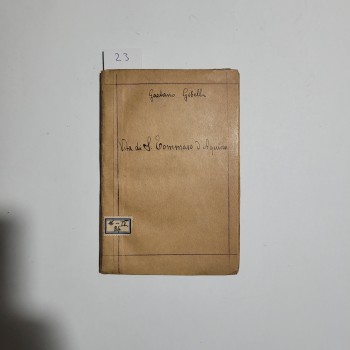 23
Gaetano Gibelli
Vita di S. Tommaso D'Aquino